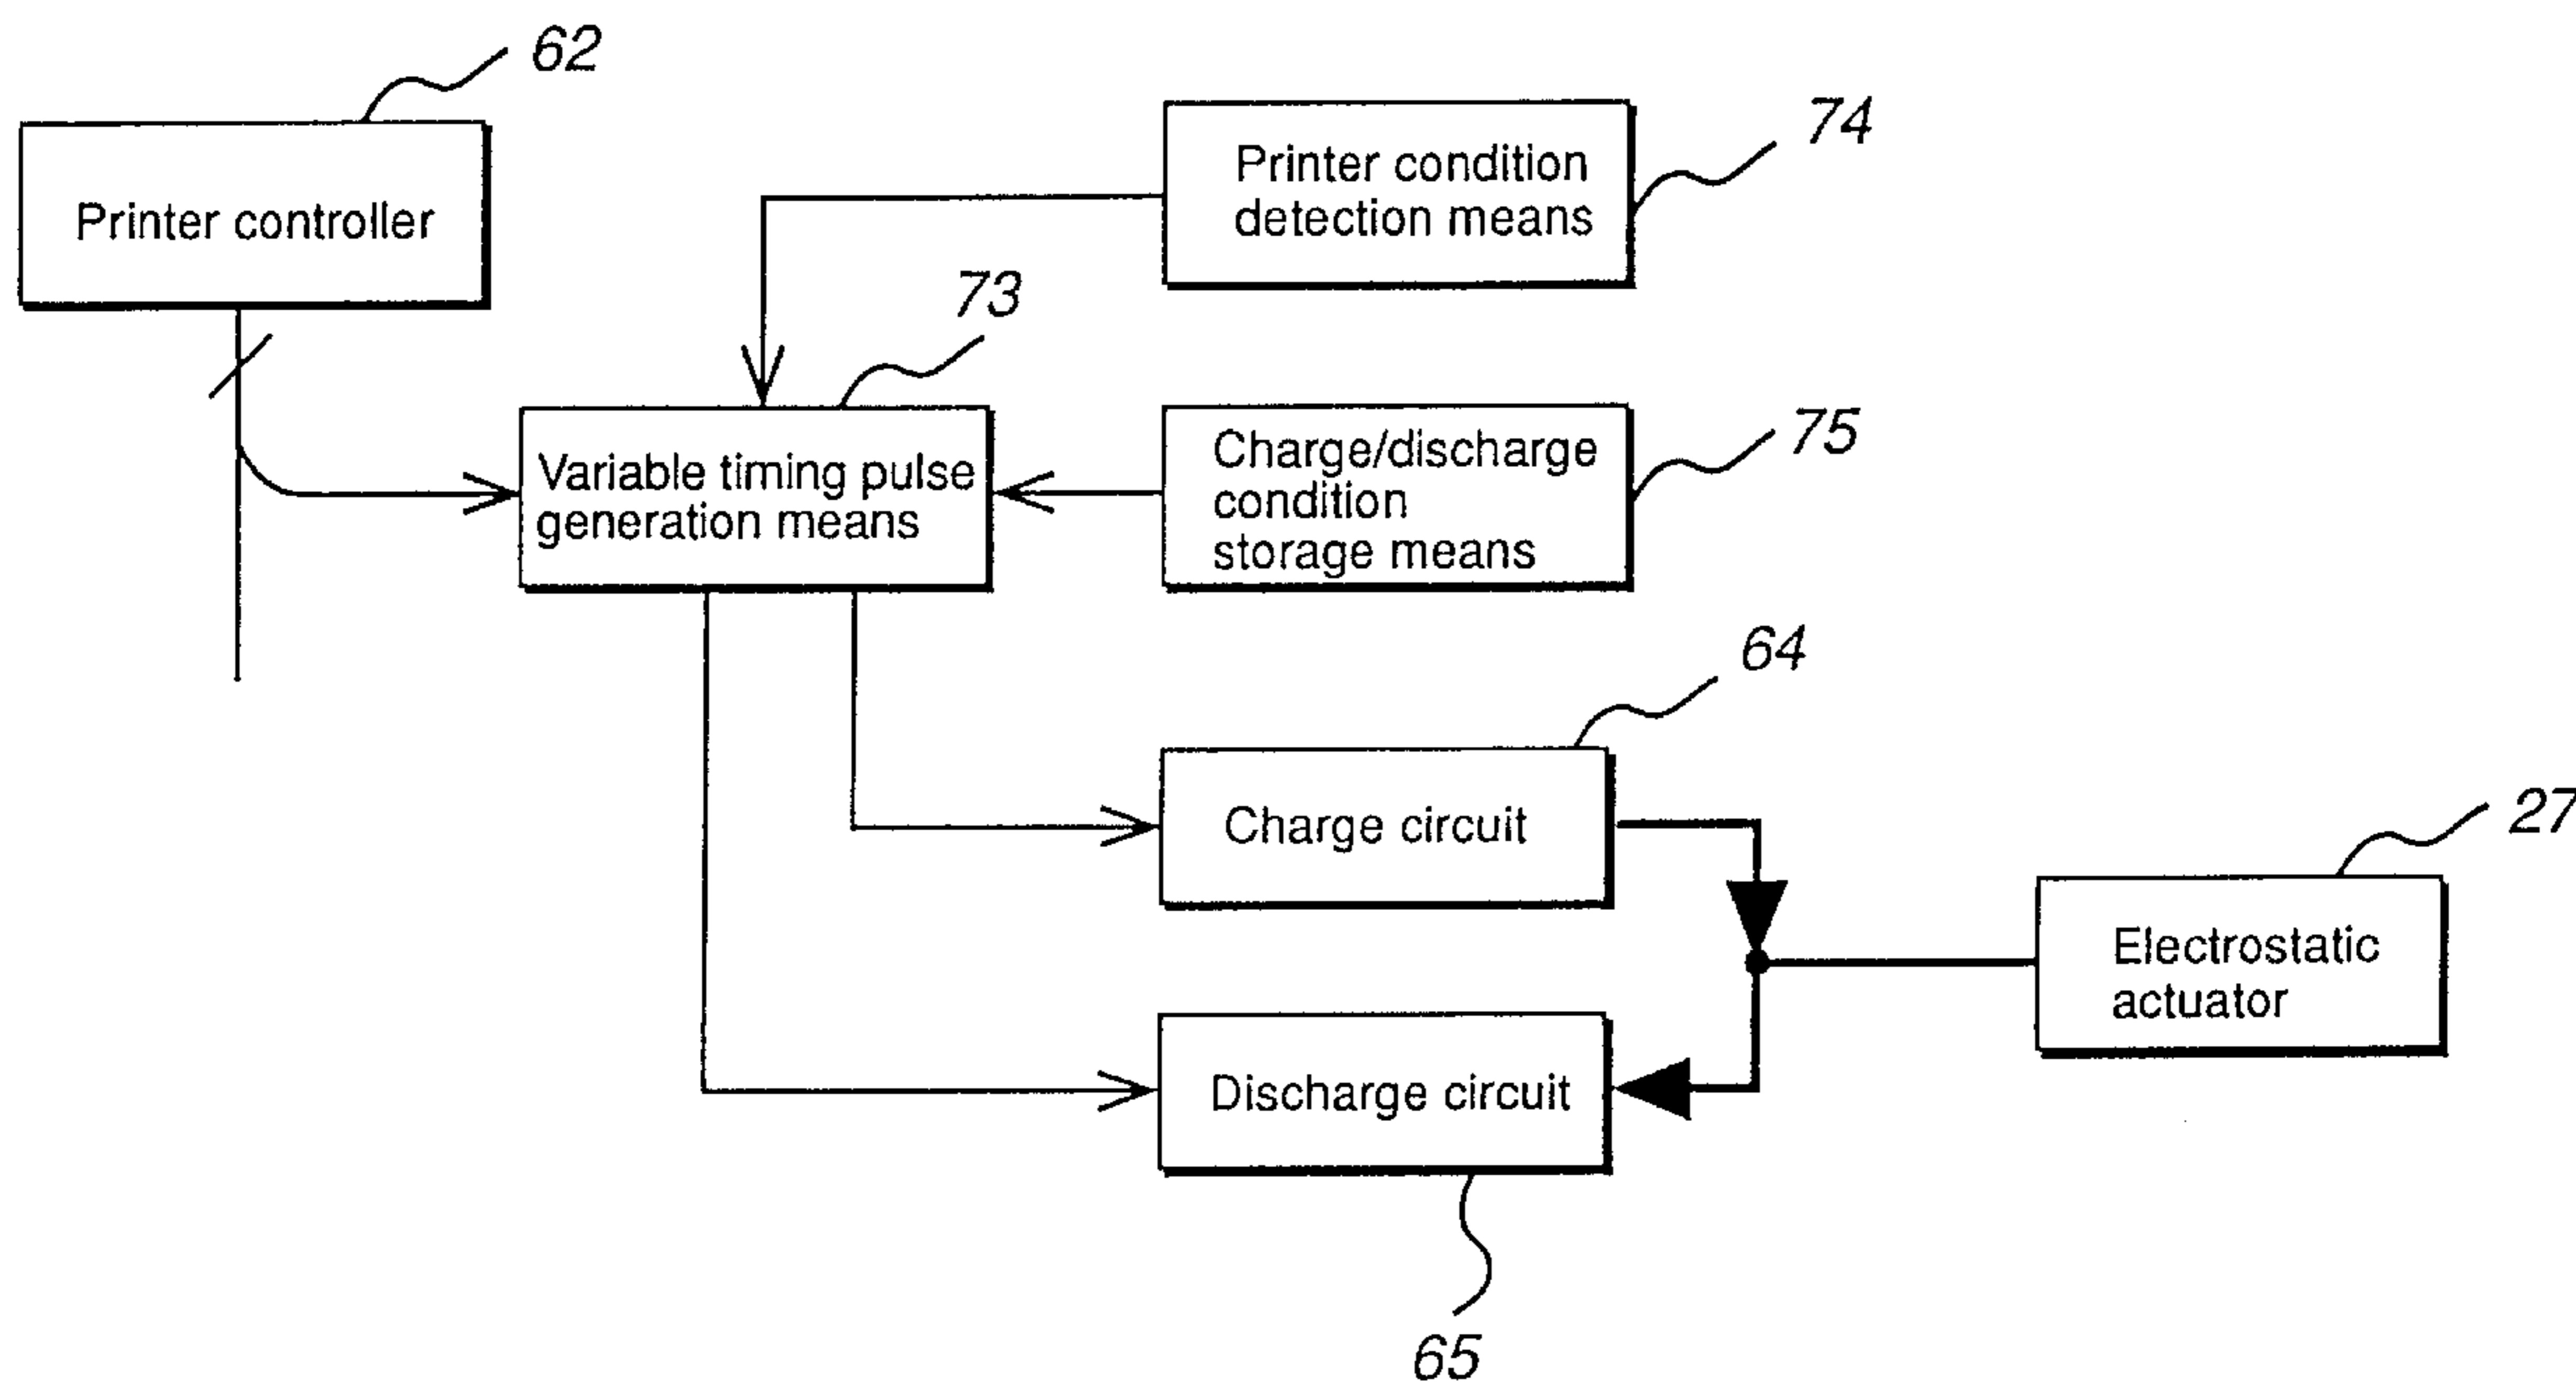 62
Printer controller
74
Printer condition
detection means
73
Variable timing pulse
generation means
75
Charge/discharge
condition
storage means
64
Charge circuit
27
Electrostatic
actuator
Discharge circuit
65